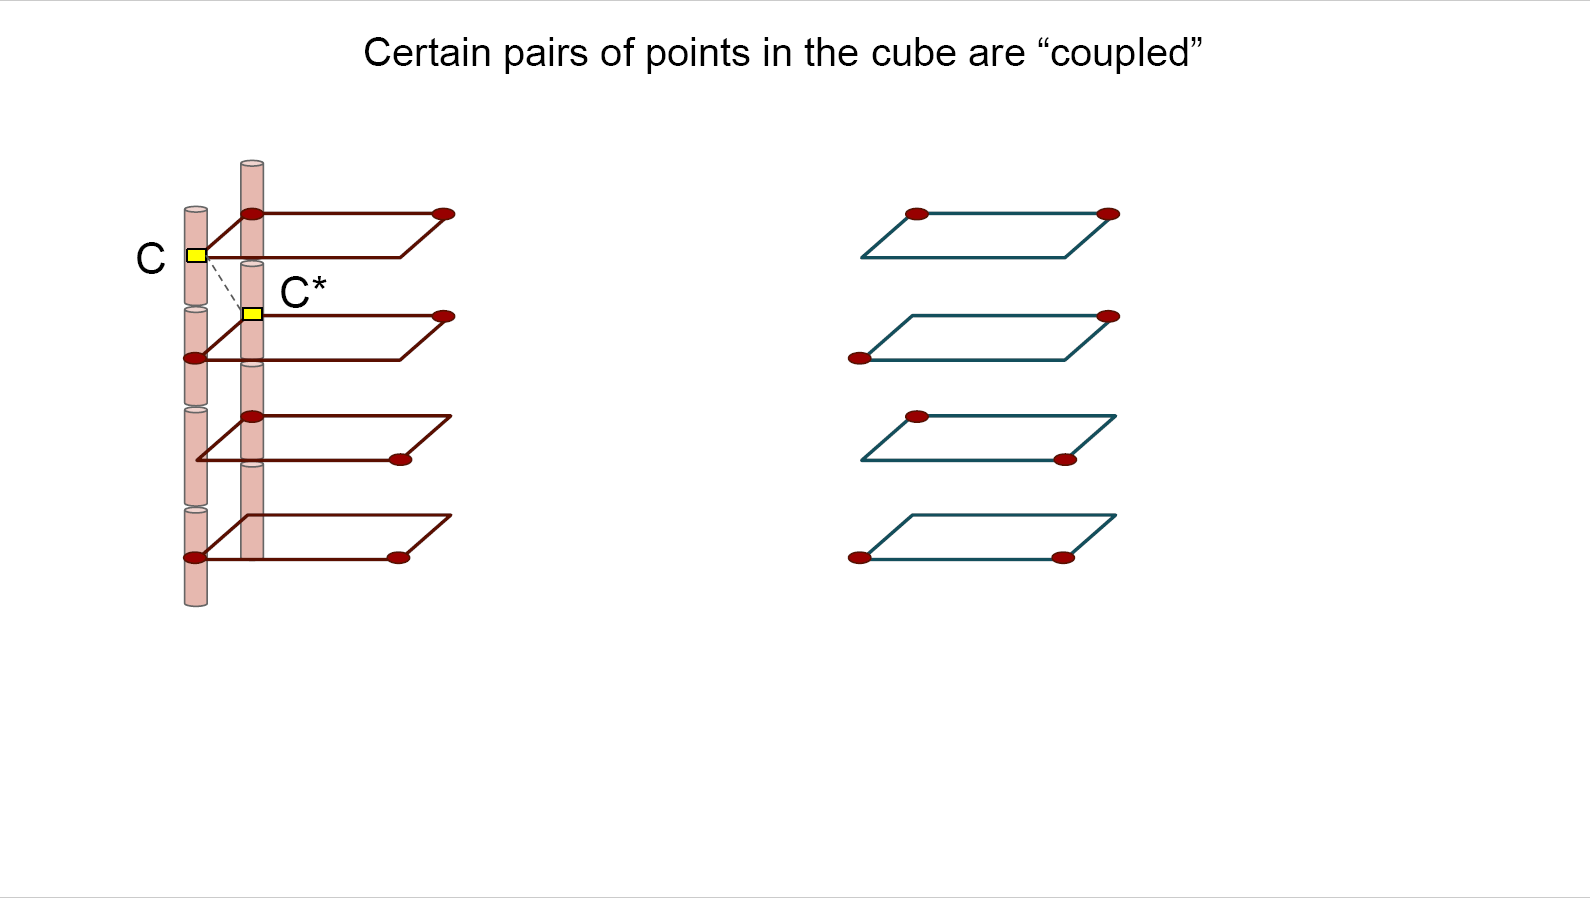 Certain pairs of points in the cube are “coupled”
C
C*